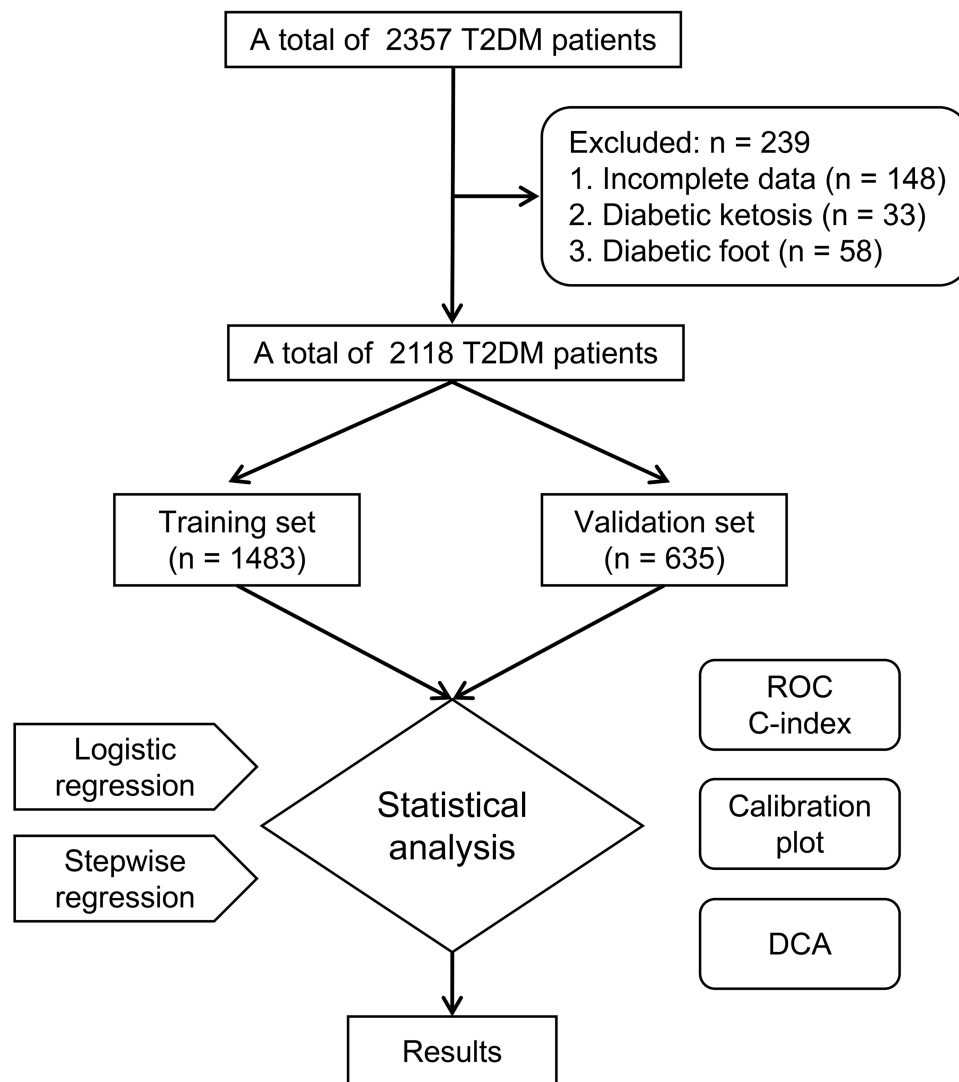 A total of 2357 T2DM patients
Excluded: n = 239
1. Incomplete data (n = 148)
2. Diabetic ketosis (n = 33)
3. Diabetic foot (n = 58)
A total of 2118 T2DM patients
Training set
(n = 1483)
Validation set
(n = 635)
Logistic
regression
Stepwise
regression
Statistical
analysis
ROC
C-index
Calibration
plot
DCA
Results